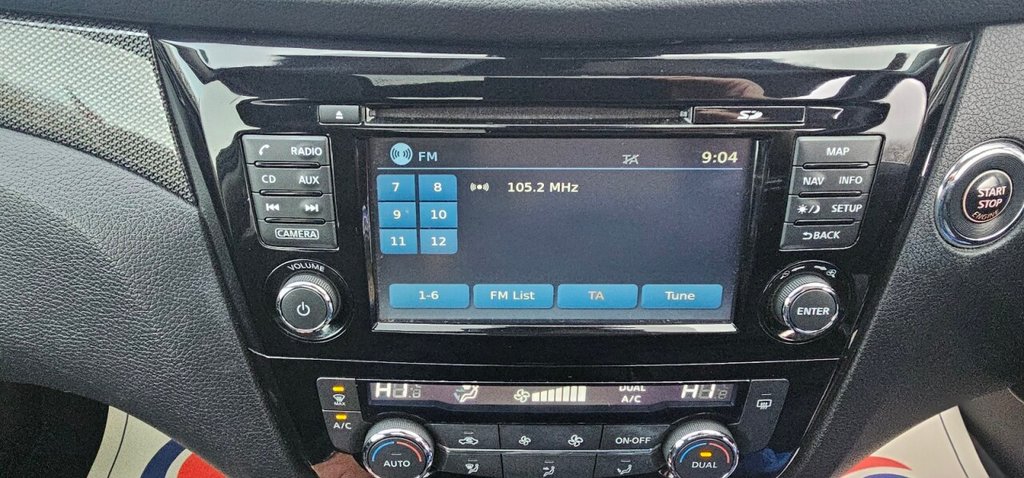 SD
RADIO
CD AUX
CAMERA
VOLUME
FM TA 9:04
7 8
9 10
11 12
105.2 MHz
1-6 FM List TA Tune
MAP
NAV INFO
SETUP
BACK
ENTER
START
STOP
ENGINE
MAX
A/C
HI
DUAL
A/C
HI
AUTO
ON·OFF
DUAL